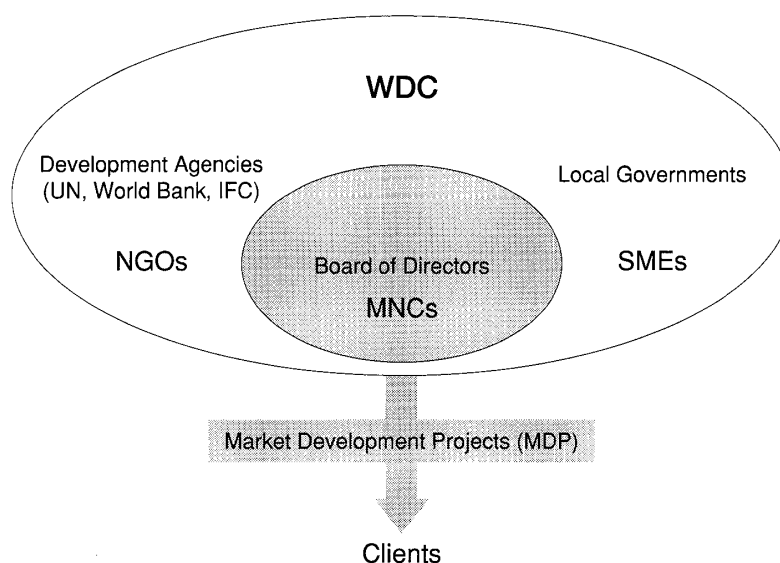 WDC
Development Agencies
(UN, World Bank, IFC)
Local Governments
NGOs
Board of Directors
SMEs
MNCs
Market Development Projects (MDP)
Clients